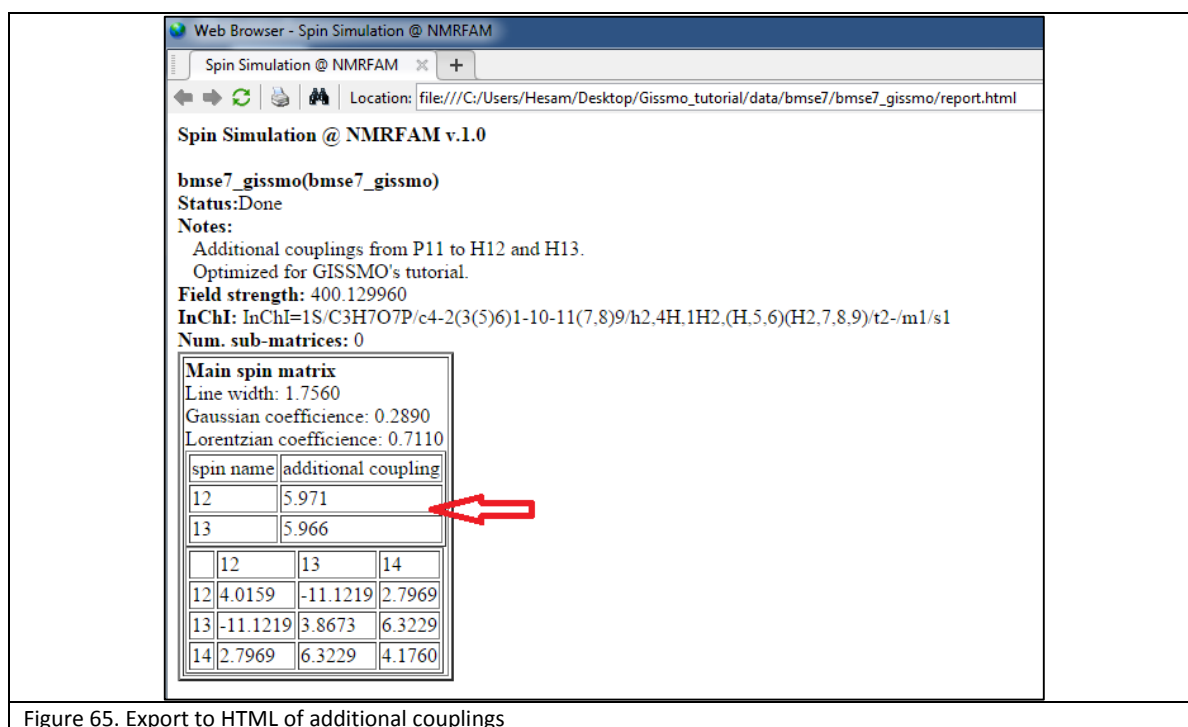 Web Browser - Spin Simulation @ NMRFAM
Spin Simulation @ NMRFAM
Location: file:///C:/Users/Hesam/Desktop/Gissmo_tutorial/data/bmse7/bmse7_gissmo/report.html
Spin Simulation @ NMRFAM v.1.0
bmse7_gissmo(bmse7_gissmo)
Status:Done
Notes:
Additional couplings from P11 to H12 and H13.
Optimized for GISSMO's tutorial.
Field strength: 400.129960
InChI: InChI=1S/C3H7O7P/c4-2(3(5)6)1-10-11(7,8)9/h2,4H,1H2,(H,5,6)(H2,7,8,9)/t2-/m1/s1
Num. sub-matrices: 0
Main spin matrix
Line width: 1.7560
Gaussian coefficience: 0.2890
Lorentzian coefficience: 0.7110
spin name additional coupling
12 5.971
13 5.966
12 13 14
12 4.0159 -11.1219 2.7969
13 -11.1219 3.8673 6.3229
14 2.7969 6.3229 4.1760
Figure 65. Export to HTML of additional couplings